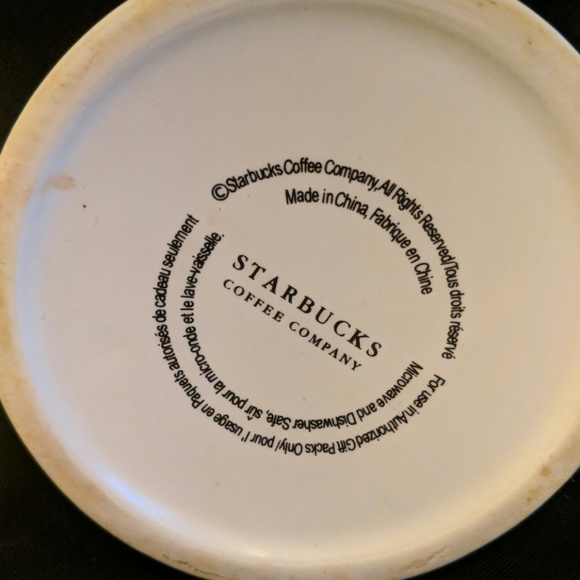 ©Starbucks Coffee Company, All Rights Reserved/Tous droits réservé
Made in China, Fabrique en Chine
STARBUCKS
COFFEE COMPANY
For use in Authorized Gift Packs Only/ pour l'usage en Paquets autorisés de cadeau seulement
Microwave and Dishwasher Safe, sûr pour la micro-onde et le lave-vaisselle.